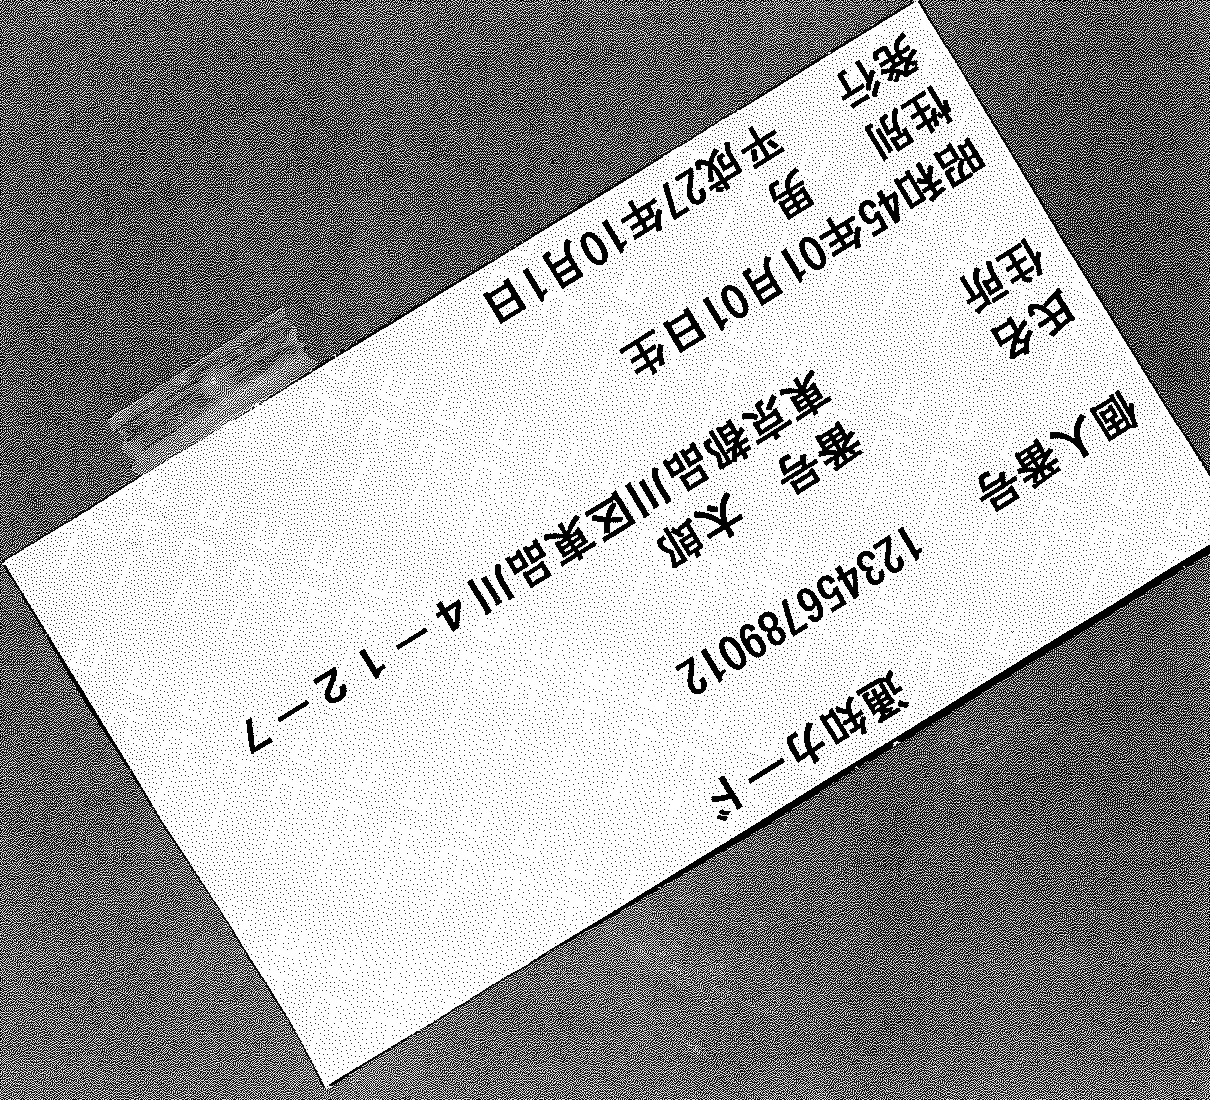 通知カード
個人番号 123456789012
氏名 番号 太郎
住所 東京都品川区東品川４－１２－７
昭和45年01月01日生
性別 男
発行 平成27年10月1日